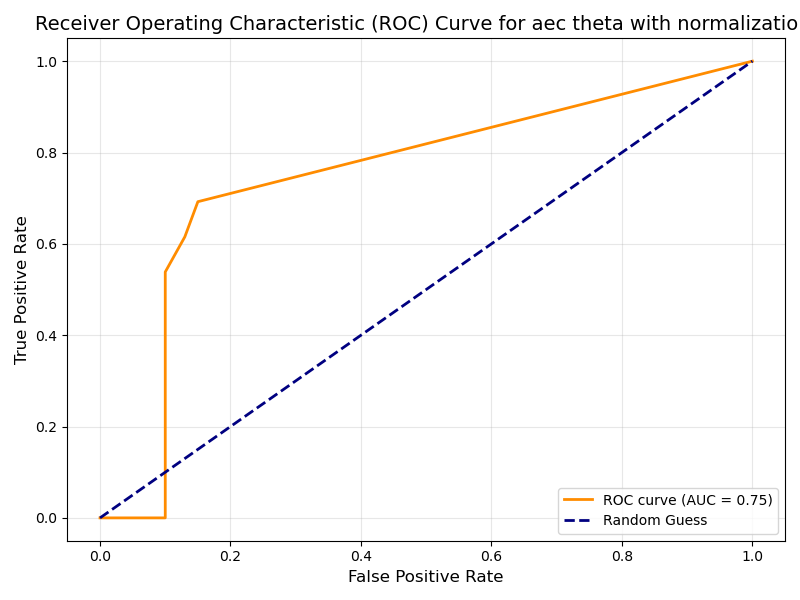 Receiver Operating Characteristic (ROC) Curve for aec theta with normalizatio
1.0
0.8
0.6
0.4
0.2
0.0
True Positive Rate
ROC curve (AUC = 0.75)
Random Guess
0.0 0.2 0.4 0.6 0.8 1.0
False Positive Rate